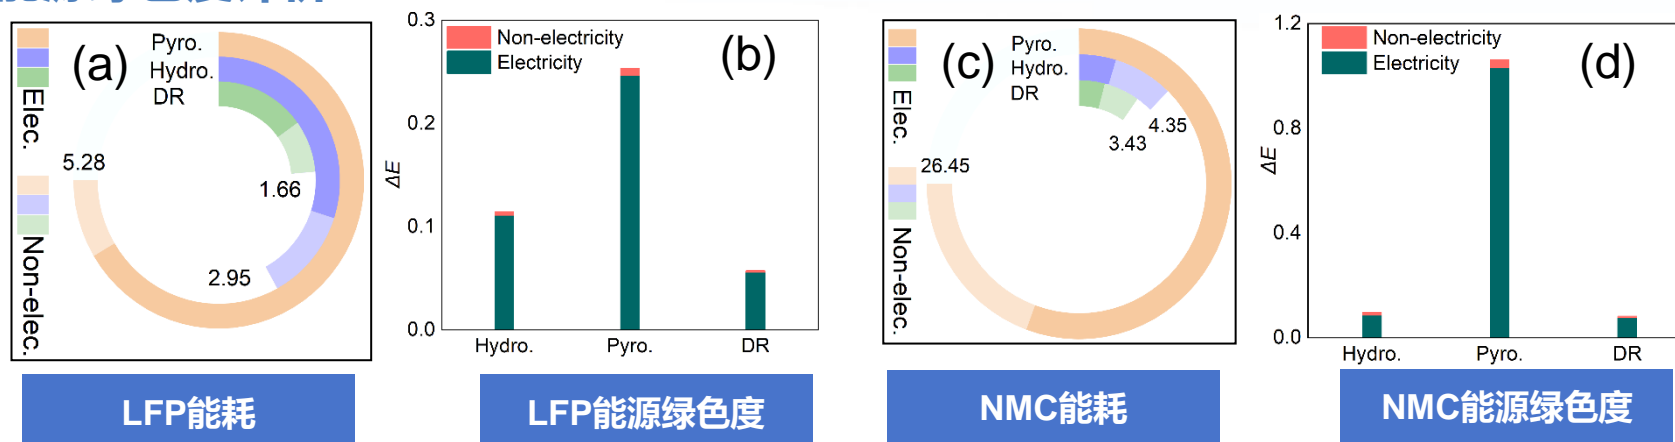 (a)
Pyro.
Hydro.
DR
Elec.
Non-elec.
5.28
1.66
2.95
LFP能耗
(b)
Non-electricity
Electricity
ΔE
0.3
0.2
0.1
0.0
Hydro.
Pyro.
DR
LFP能源绿色度
(c)
Pyro.
Hydro.
DR
Elec.
Non-elec.
4.35
3.43
26.45
NMC能耗
(d)
Non-electricity
Electricity
ΔE
1.2
0.8
0.4
0.0
Hydro.
Pyro.
DR
NMC能源绿色度